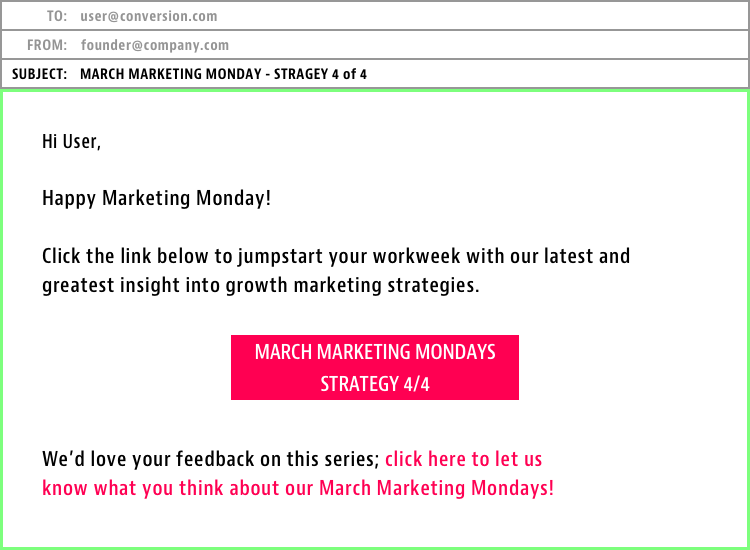 TO: user@conversion.com
FROM: founder@company.com
SUBJECT: MARCH MARKETING MONDAY - STRAGEY 4 of 4
Hi User,
Happy Marketing Monday!
Click the link below to jumpstart your workweek with our latest and
greatest insight into growth marketing strategies.
MARCH MARKETING MONDAYS
STRATEGY 4/4
We’d love your feedback on this series; click here to let us
know what you think about our March Marketing Mondays!